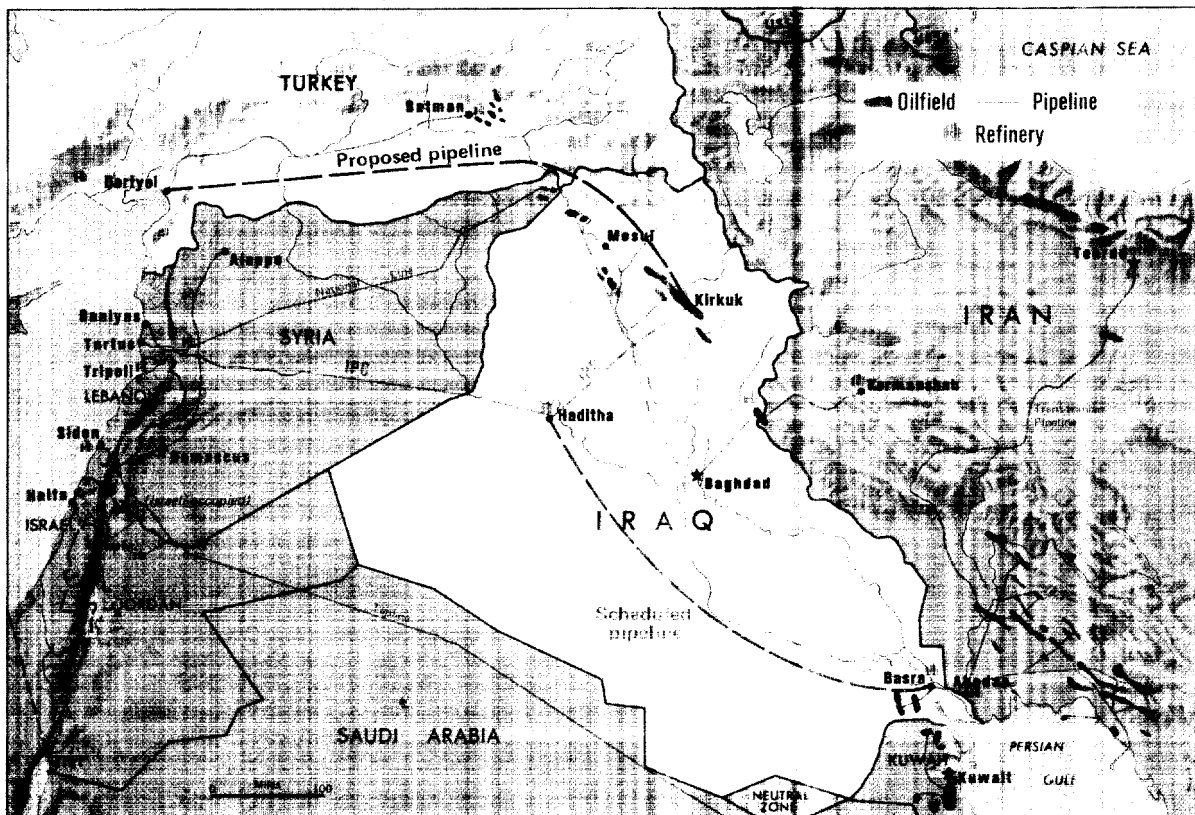 CASPIAN SEA
TURKEY
Oilfield
Pipeline
Refinery
Batman
Proposed pipeline
Dortyol
Mosul
Aleppo
Kirkuk
IRAN
Baniyas
SYRIA
Tartus
IPC
Tripoli
LEBANON
Kermanshah
Haditha
Sidon
Damascus
Baghdad
Haifa
ISRAEL
IRAQ
JORDAN
Scheduled
pipeline
Basra
Abadan
SAUDI ARABIA
KUWAIT
PERSIAN
GULF
Kuwait
NEUTRAL
ZONE